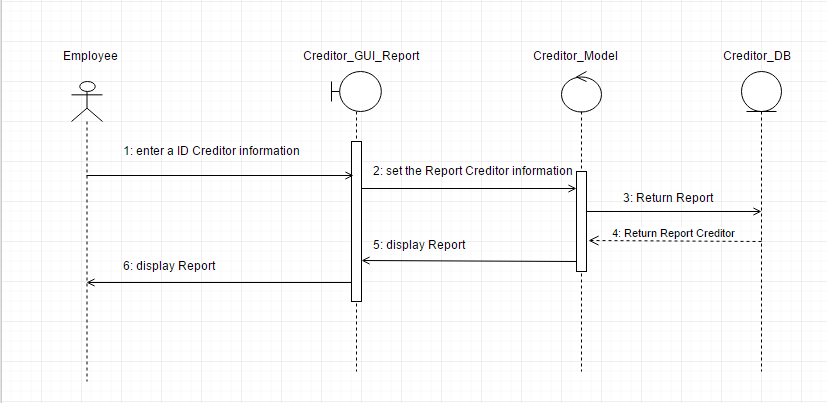 Employee
Creditor_GUI_Report
Creditor_Model
Creditor_DB
1: enter a ID Creditor information
2: set the Report Creditor information
3: Return Report
4: Return Report Creditor
5: display Report
6: display Report